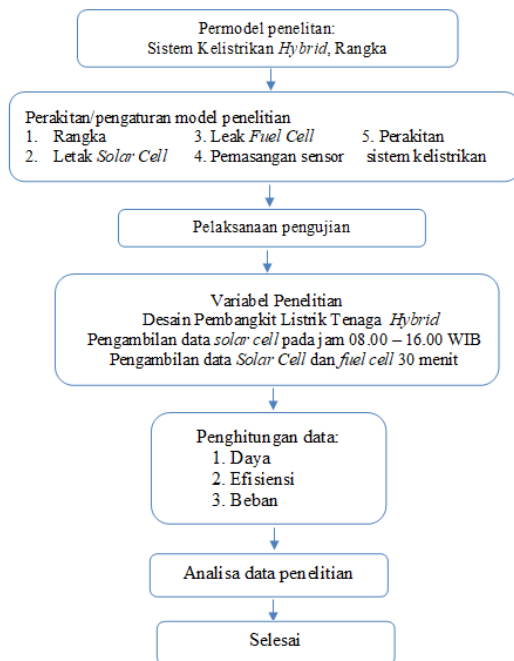 Permodel penelitan:
Sistem Kelistrikan Hybrid, Rangka
Perakitan/pengaturan model penelitian
1. Rangka 3. Leak Fuel Cell 5. Perakitan
2. Letak Solar Cell 4. Pemasangan sensor sistem kelistrikan
Pelaksanaan pengujian
Variabel Penelitian
Desain Pembangkit Listrik Tenaga Hybrid
Pengambilan data solar cell pada jam 08.00 – 16.00 WIB
Pengambilan data Solar Cell dan fuel cell 30 menit
Penghitungan data:
1. Daya
2. Efisiensi
3. Beban
Analisa data penelitian
Selesai